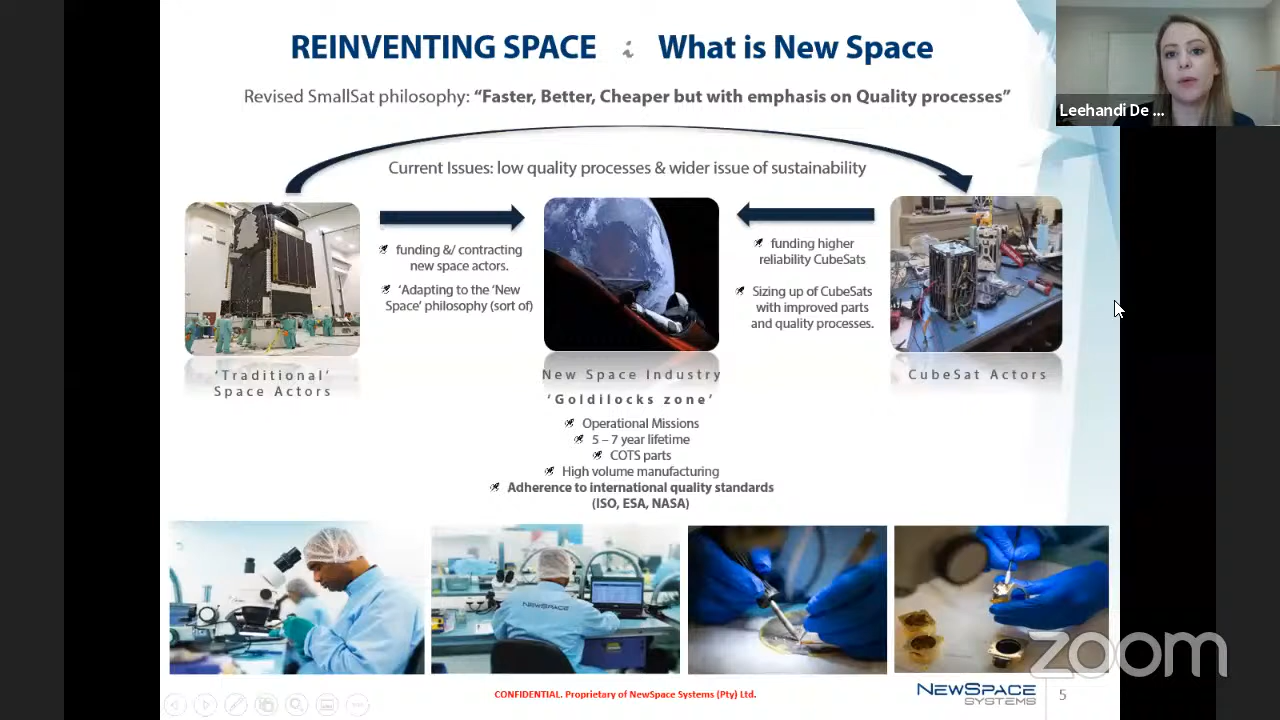 REINVENTING SPACE i What is New Space
Leehandi De ...
Revised SmallSat philosophy: “Faster, Better, Cheaper but with emphasis on Quality processes”
Current Issues: low quality processes & wider issue of sustainability
funding &/ contracting
new space actors.
‘Adapting to the ‘New
Space’ philosophy (sort of)
funding higher
reliability CubeSats
Sizing up of CubeSats
with improved parts
and quality processes.
‘Traditional’
Space Actors
New Space Industry
‘Goldilocks zone’
CubeSat Actors
Operational Missions
5 – 7 year lifetime
COTS parts
High volume manufacturing
Adherence to international quality standards
(ISO, ESA, NASA)
NEWSPACE
zoom
CONFIDENTIAL. Proprietary of NewSpace Systems (Pty) Ltd.
NEWSPACE
SYSTEMS
5